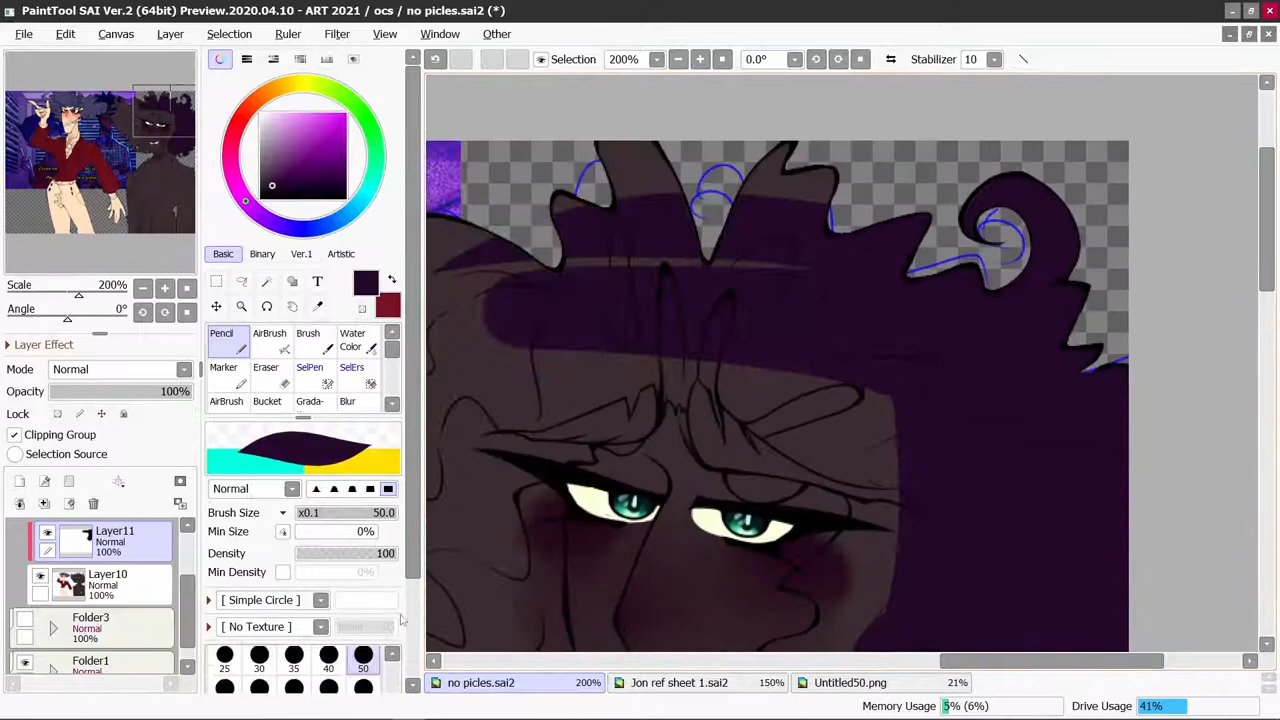 PaintTool SAI Ver.2 (64bit) Preview.2020.04.10 - ART 2021 / ocs / no picles.sai2 (*)
File Edit Canvas Layer Selection Ruler Filter View Window Other
Selection 200% 0.0° Stabilizer 10
Basic Binary Ver.1 Artistic
Scale 200%
Angle 0°
Layer Effect
Mode Normal
Opacity 100%
Lock
Clipping Group
Selection Source
T
Pencil AirBrush Brush Water Color
Marker Eraser SelPen SelErs
AirBrush Bucket Grada- Blur
Normal
Brush Size x0.1 50.0
Min Size 0%
Density 100
Min Density 0%
[ Simple Circle ]
[ No Texture ]
25 30 35 40 50
Layer11
Normal
100%
Layer10
Normal
100%
Folder3
Normal
100%
Folder1
no picles.sai2 200% Jon ref sheet 1.sai2 150% Untitled50.png 21%
Memory Usage 5% (6%) Drive Usage 41%